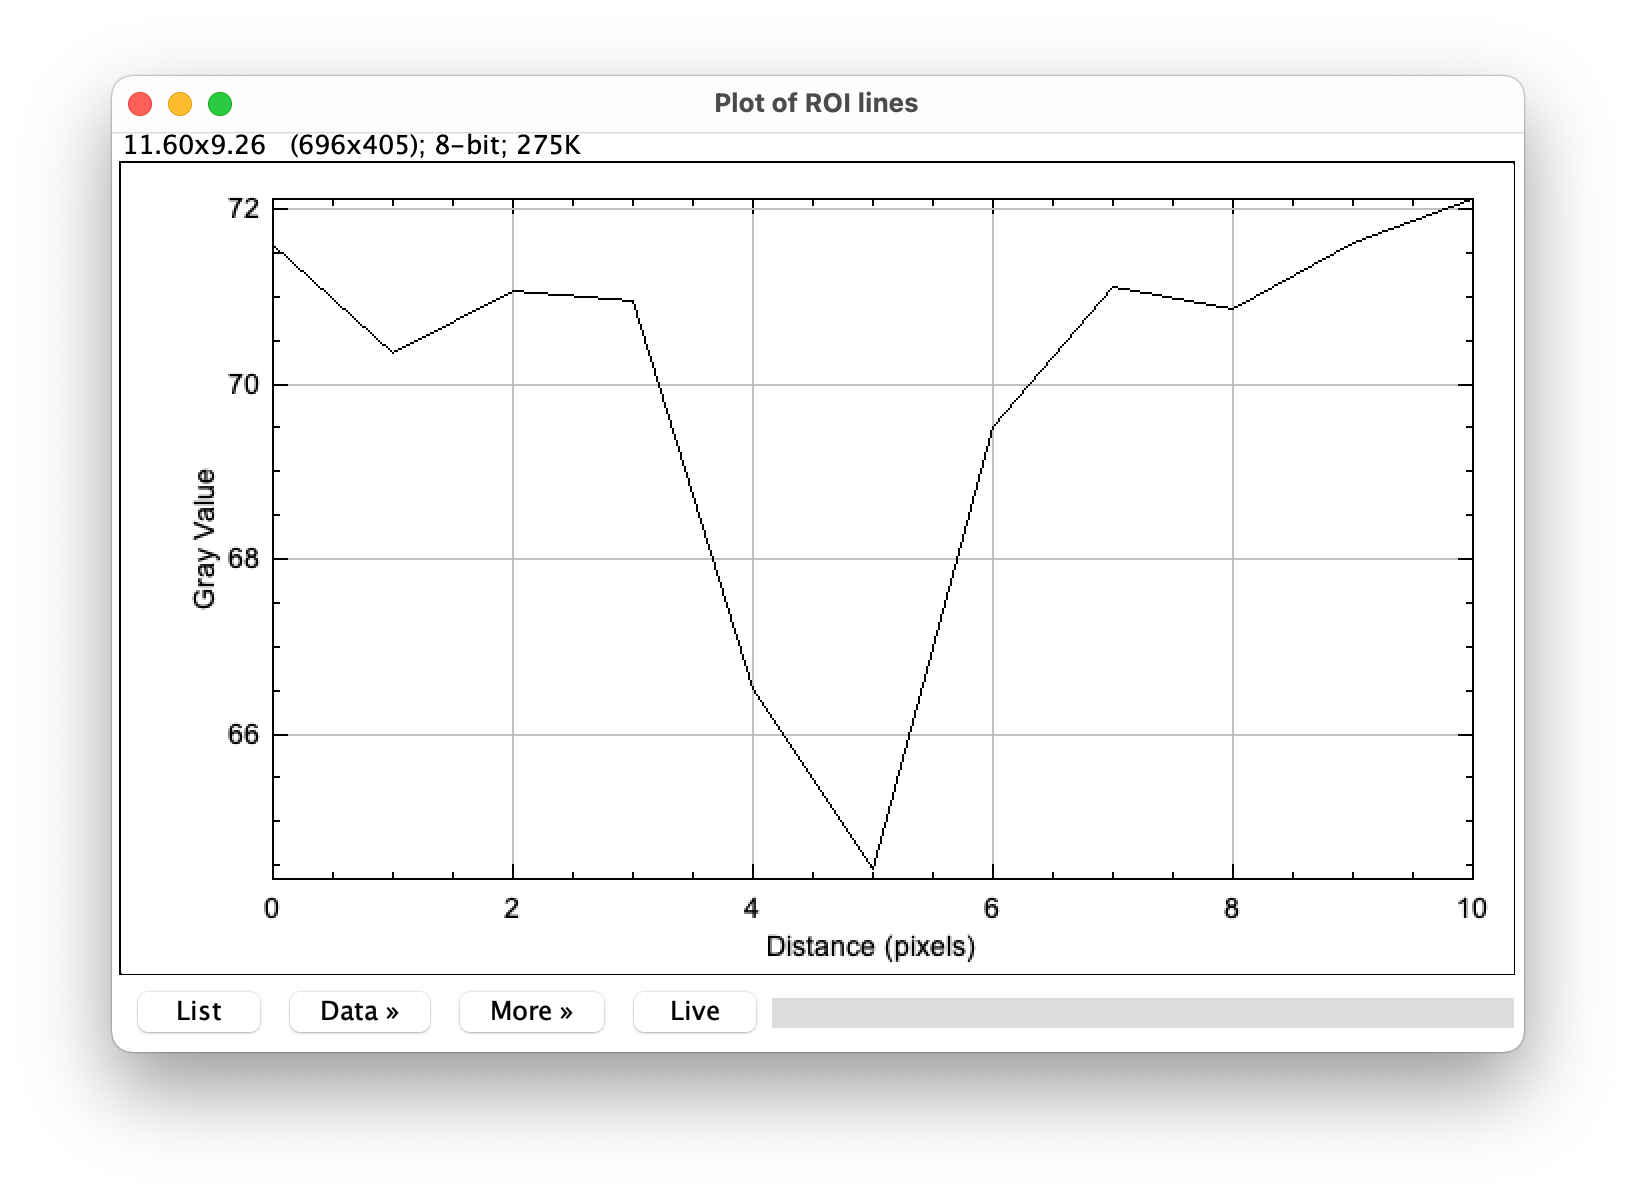 Plot of ROI lines
11.60x9.26 (696x405); 8-bit; 275K
72
70
68
66
Gray Value
0 2 4 6 8 10
Distance (pixels)
List Data » More » Live